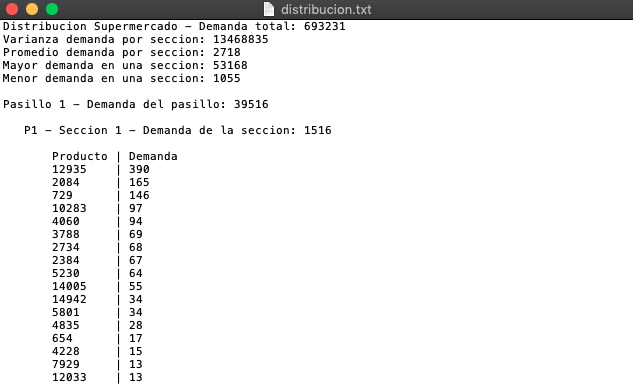 distribucion.txt
Distribucion Supermercado - Demanda total: 693231
Varianza demanda por seccion: 13468835
Promedio demanda por seccion: 2718
Mayor demanda en una seccion: 53168
Menor demanda en una seccion: 1055
Pasillo 1 - Demanda del pasillo: 39516
P1 - Seccion 1 - Demanda de la seccion: 1516
Producto | Demanda
12935 | 390
2084 | 165
729 | 146
10283 | 97
4060 | 94
3788 | 69
2734 | 68
2384 | 67
5230 | 64
14005 | 55
14942 | 34
5801 | 34
4835 | 28
654 | 17
4228 | 15
7929 | 13
12033 | 13